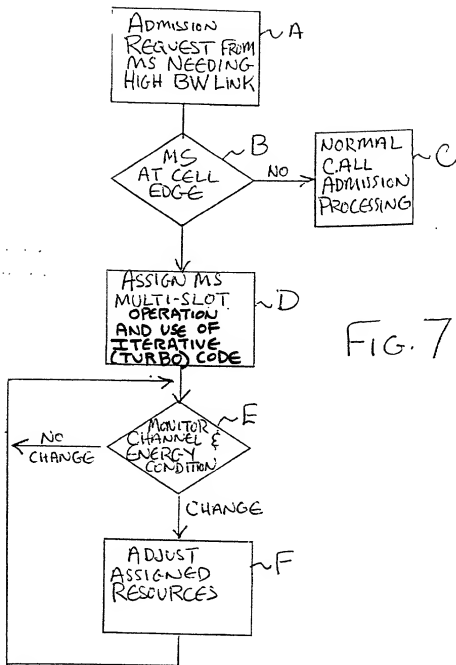 ADMISSION
REQUEST FROM
MS NEEDING
HIGH BW LINK
A
MS
AT CELL
EDGE
B
NO
NORMAL
CALL
ADMISSION
PROCESSING
C
ASSIGN MS
MULTI-SLOT
OPERATION
AND USE OF
ITERATIVE
(TURBO) CODE
D
FIG. 7
MONITOR
CHANNEL &
ENERGY
CONDITION
E
NO
CHANGE
CHANGE
ADJUST
ASSIGNED
RESOURCES
F